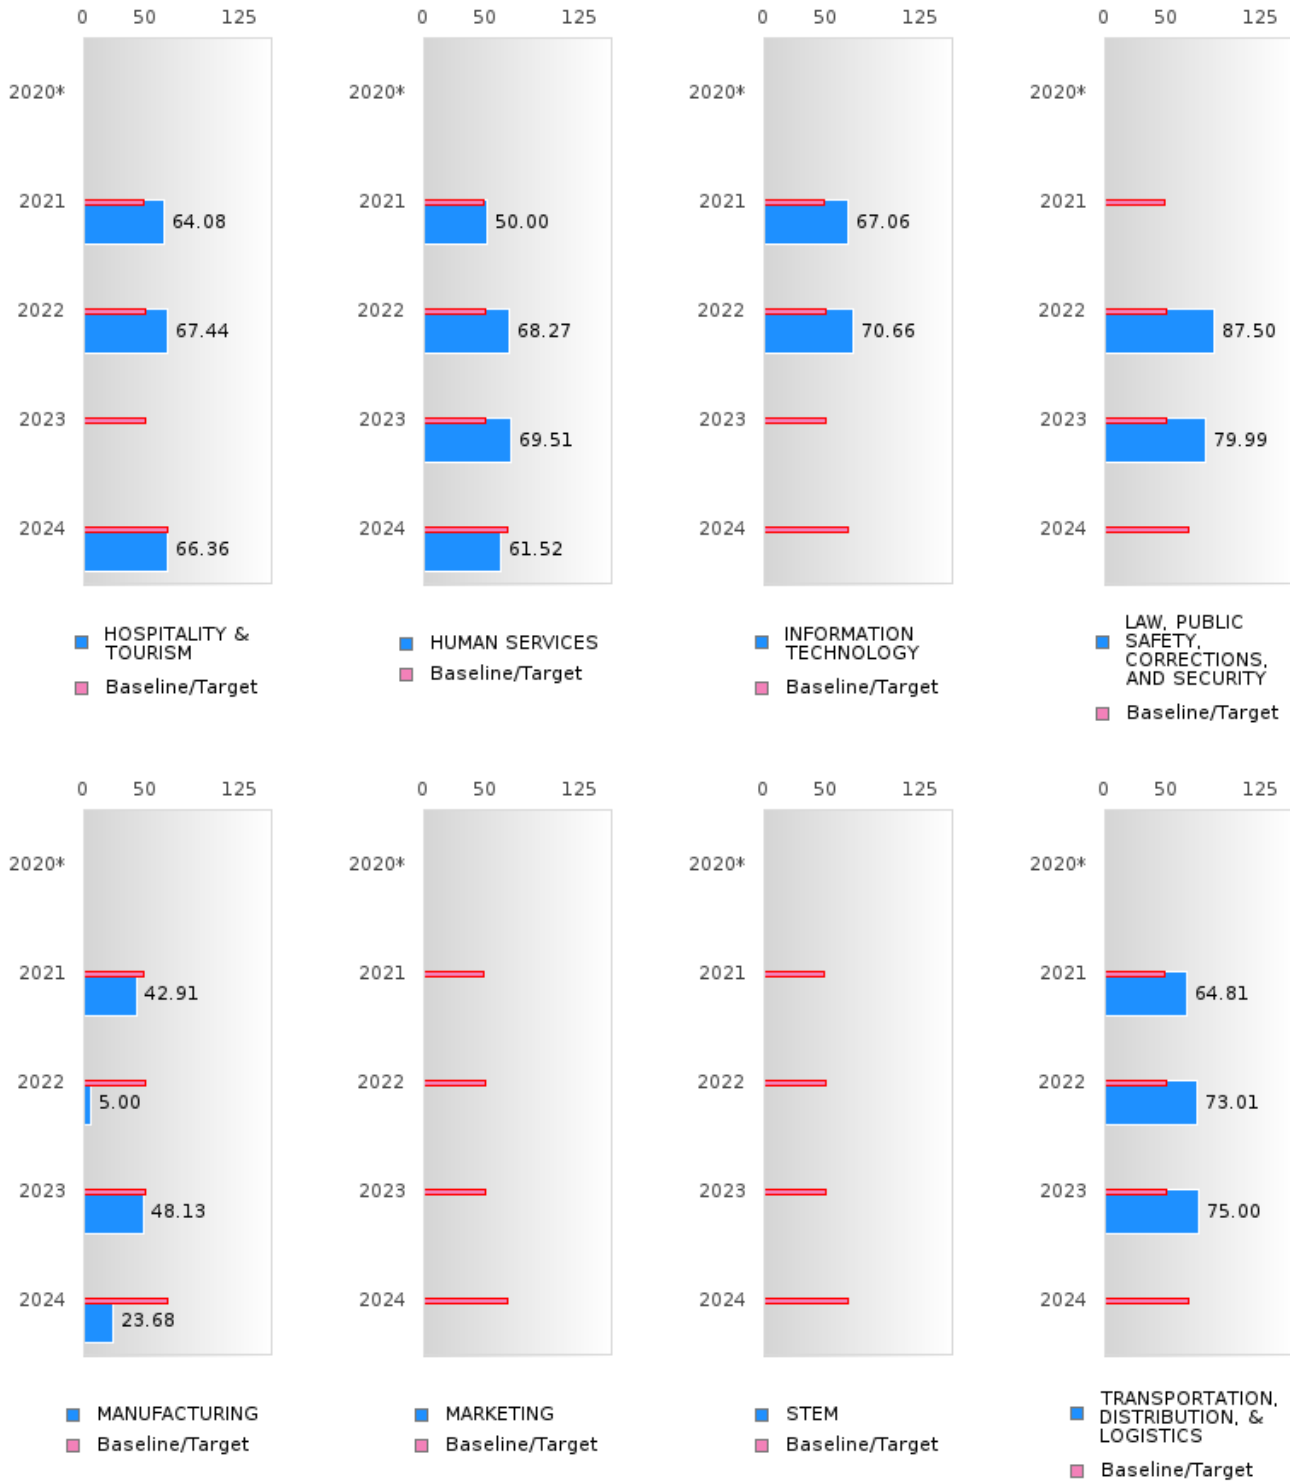 0 50 125 0 50 125 0 50 125 0 50 125
2020* 2020* 2020* 2020*
2021 64.08 2021 50.00 2021 67.06 2021
2022 67.44 2022 68.27 2022 70.66 2022 87.50
2023 2023 69.51 2023 2023 79.99
2024 66.36 2024 61.52 2024 2024
HOSPITALITY &
TOURISM
Baseline/Target
HUMAN SERVICES
Baseline/Target
INFORMATION
TECHNOLOGY
Baseline/Target
LAW, PUBLIC
SAFETY,
CORRECTIONS,
AND SECURITY
Baseline/Target
0 50 125 0 50 125 0 50 125 0 50 125
2020* 2020* 2020* 2020*
2021 42.91 2021 2021 2021 64.81
2022 5.00 2022 2022 2022 73.01
2023 48.13 2023 2023 2023 75.00
2024 23.68 2024 2024 2024
MANUFACTURING
Baseline/Target
MARKETING
Baseline/Target
STEM
Baseline/Target
TRANSPORTATION,
DISTRIBUTION, &
LOGISTICS
Baseline/Target